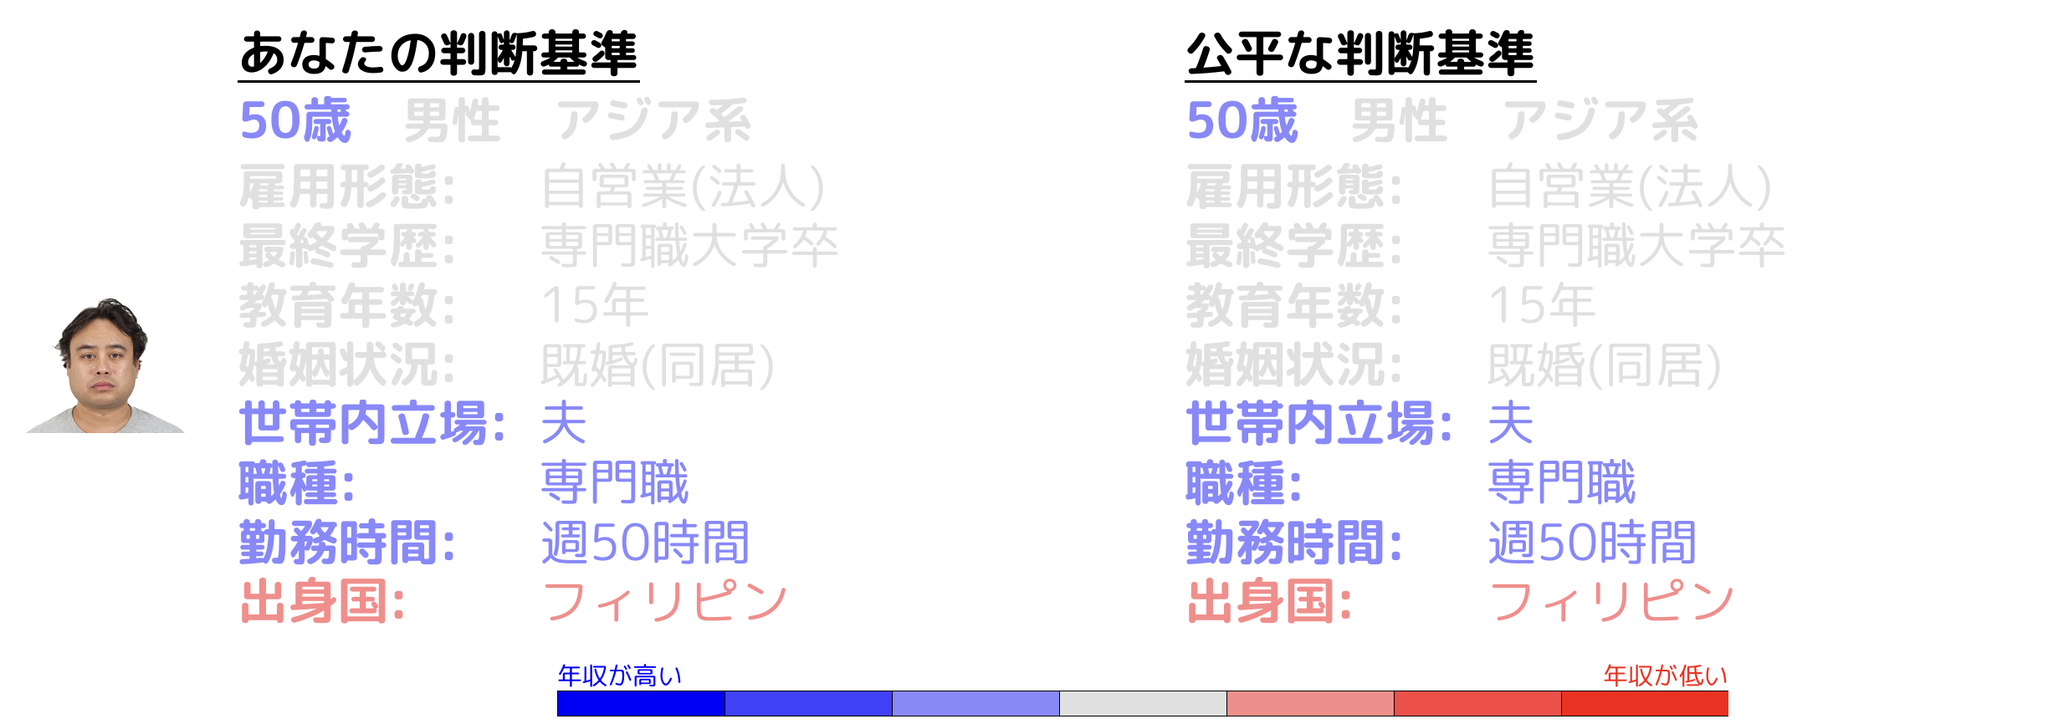 あなたの判断基準
50歳 男性 アジア系
雇用形態: 自営業(法人)
最終学歴: 専門職大学卒
教育年数: 15年
婚姻状況: 既婚(同居)
世帯内立場: 夫
職種: 専門職
勤務時間: 週50時間
出身国: フィリピン
公平な判断基準
50歳 男性 アジア系
雇用形態: 自営業(法人)
最終学歴: 専門職大学卒
教育年数: 15年
婚姻状況: 既婚(同居)
世帯内立場: 夫
職種: 専門職
勤務時間: 週50時間
出身国: フィリピン
年収が高い
年収が低い